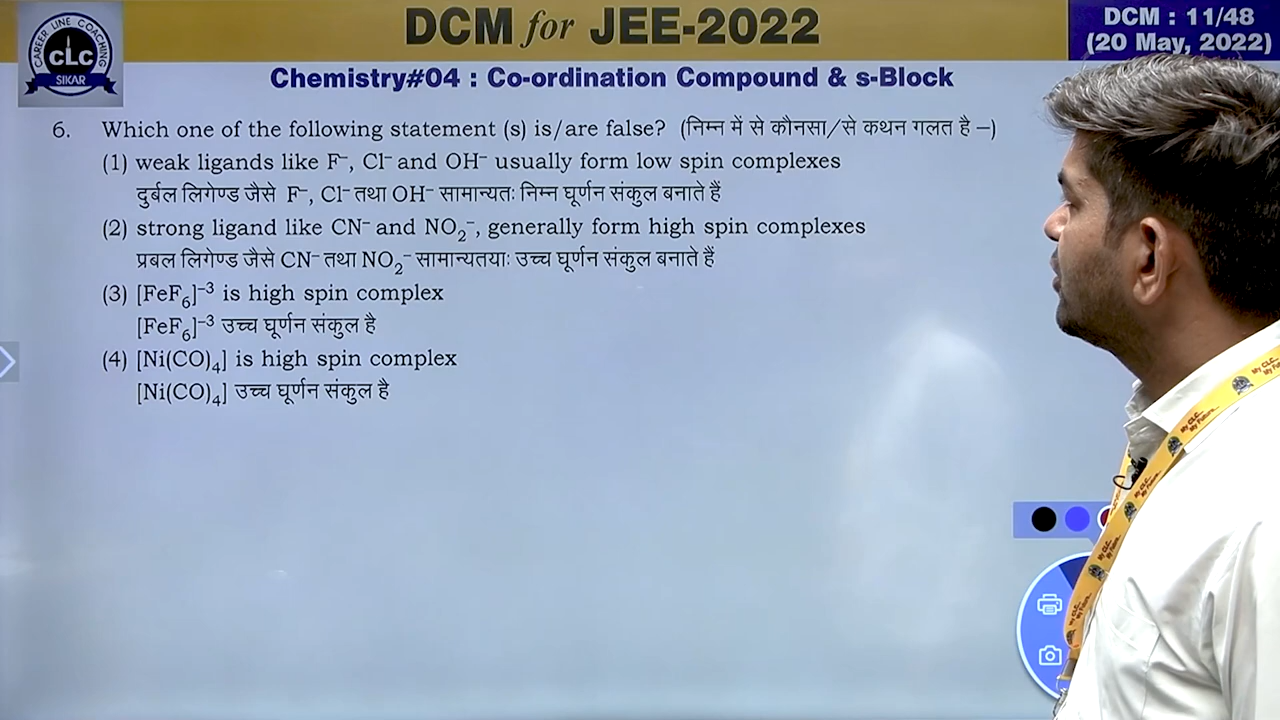 DCM for JEE-2022
DCM : 11/48
(20 May, 2022)
CAREER LINE COACHING
CLC
SIKAR
Chemistry#04 : Co-ordination Compound & s-Block
6. Which one of the following statement (s) is/are false? (निम्न में से कौनसा/से कथन गलत है –)
(1) weak ligands like F⁻, Cl⁻ and OH⁻ usually form low spin complexes
दुर्बल लिगेण्ड जैसे F⁻, Cl⁻ तथा OH⁻ सामान्यतः निम्न घूर्णन संकुल बनाते हैं
(2) strong ligand like CN⁻ and NO₂⁻, generally form high spin complexes
प्रबल लिगेण्ड जैसे CN⁻ तथा NO₂⁻ सामान्यतयाः उच्च घूर्णन संकुल बनाते हैं
(3) [FeF₆]⁻³ is high spin complex
[FeF₆]⁻³ उच्च घूर्णन संकुल है
(4) [Ni(CO)₄] is high spin complex
[Ni(CO)₄] उच्च घूर्णन संकुल है
My CLC..
My Future...